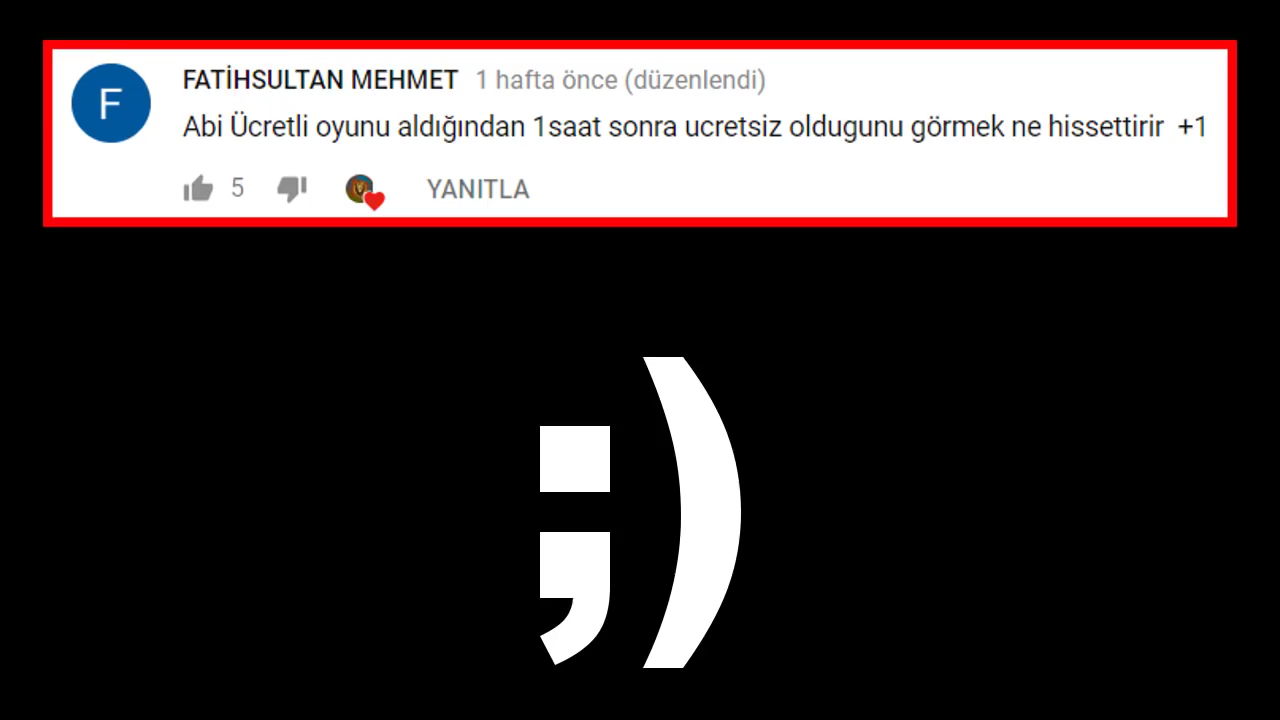 F
FATİHSULTAN MEHMET 1 hafta önce (düzenlendi)
Abi Ücretli oyunu aldığından 1saat sonra ucretsiz oldugunu görmek ne hissettirir +1
5 YANITLA
;)